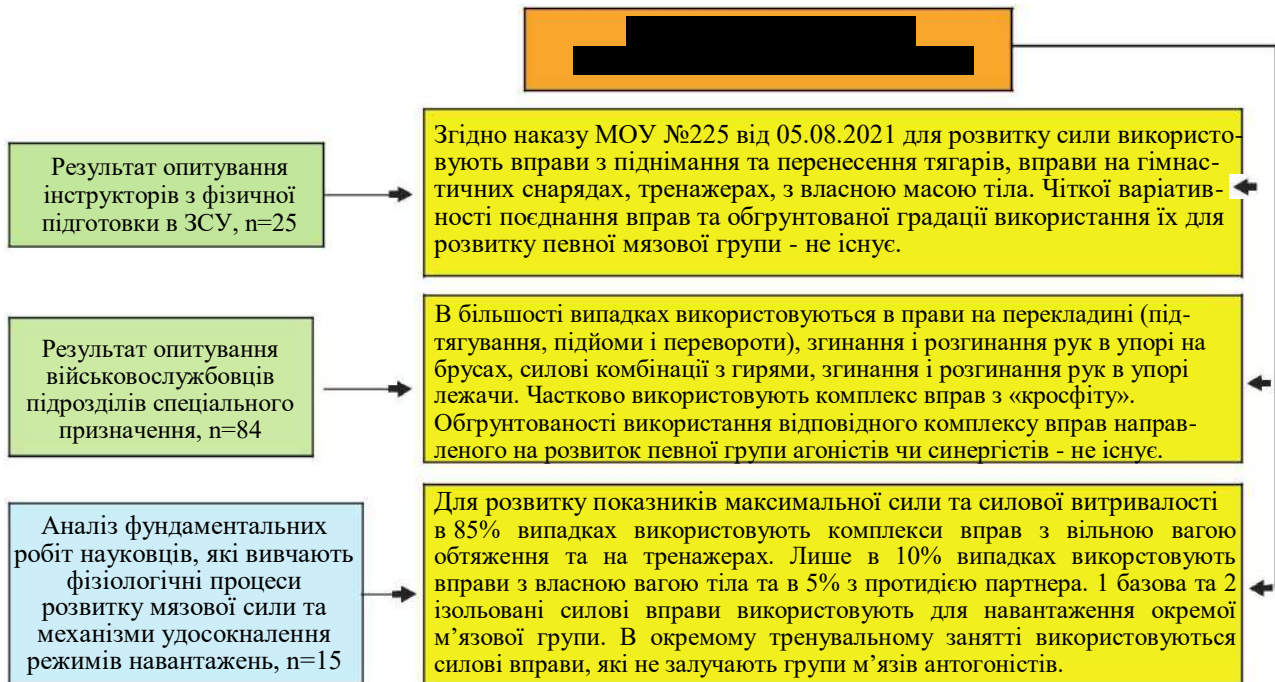 Результат опитування
інструкторів з фізичної
підготовки в ЗСУ, n=25
Згідно наказу МОУ №225 від 05.08.2021 для розвитку сили використо-
вують вправи з піднімання та перенесення тягарів, вправи на гімнас-
тичних снарядах, тренажерах, з власною масою тіла. Чіткої варіатив-
ності поєднання вправ та обгрунтованої градації використання їх для
розвитку певної мязової групи - не існує.
Результат опитування
військовослужбовців
підрозділів спеціального
призначення, n=84
В більшості випадках використовуються в прави на перекладині (під-
тягування, підйоми і перевороти), згинання і розгинання рук в упорі на
брусах, силові комбінації з гирями, згинання і розгинання рук в упорі
лежачи. Частково використовують комплекс вправ з «кросфіту».
Обгрунтованості використання відповідного комплексу вправ направ-
леного на розвиток певної групи агоністів чи синергістів - не існує.
Аналіз фундаментальних
робіт науковців, які вивчають
фізіологічні процеси
розвитку мязової сили та
механізми удосокналення
режимів навантажень, n=15
Для розвитку показників максимальної сили та силової витривалості
в 85% випадках використовують комплекси вправ з вільною вагою
обтяження та на тренажерах. Лише в 10% випадках викорстовують
вправи з власною вагою тіла та в 5% з протидією партнера. 1 базова та 2
ізольовані силові вправи використовують для навантаження окремої
м’язової групи. В окремому тренувальному занятті використовуються
силові вправи, які не залучають групи м’язів антогоністів.